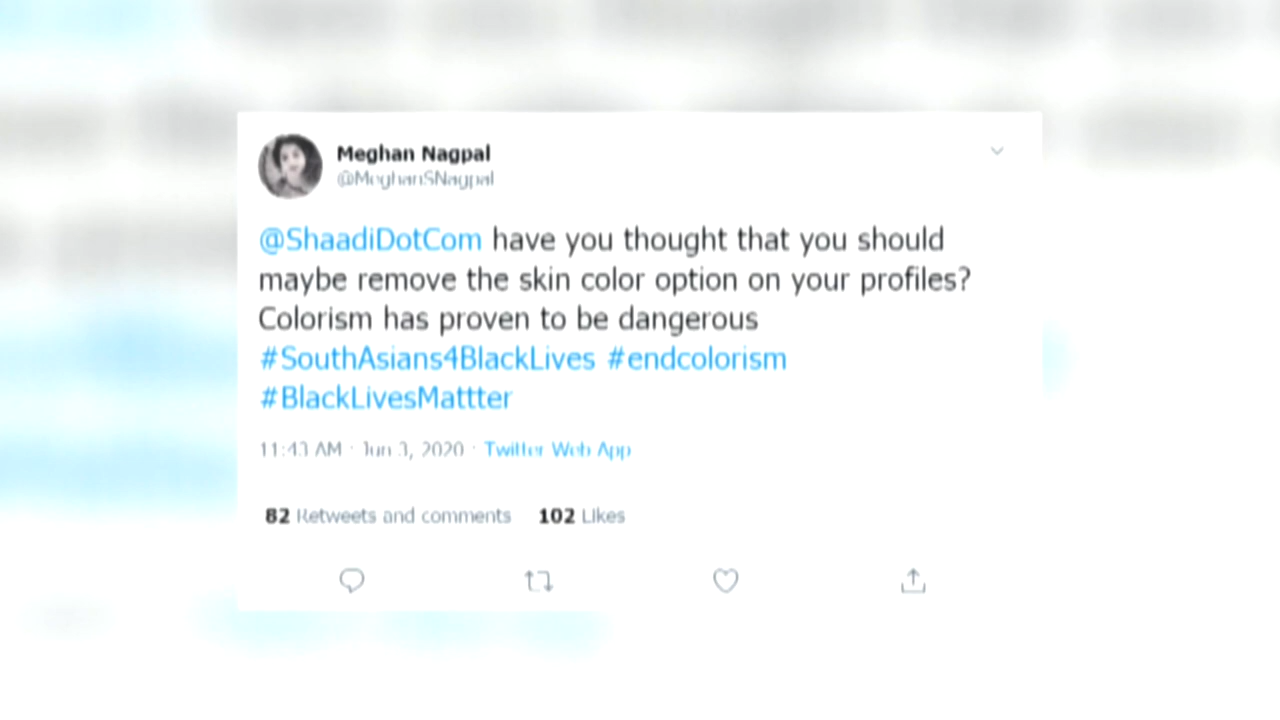 Meghan Nagpal
@MeghanSNagpal
@ShaadiDotCom have you thought that you should
maybe remove the skin color option on your profiles?
Colorism has proven to be dangerous
#SouthAsians4BlackLives #endcolorism
#BlackLivesMattter
11:43 AM · Jun 3, 2020 · Twitter Web App
82 Retweets and comments 102 Likes